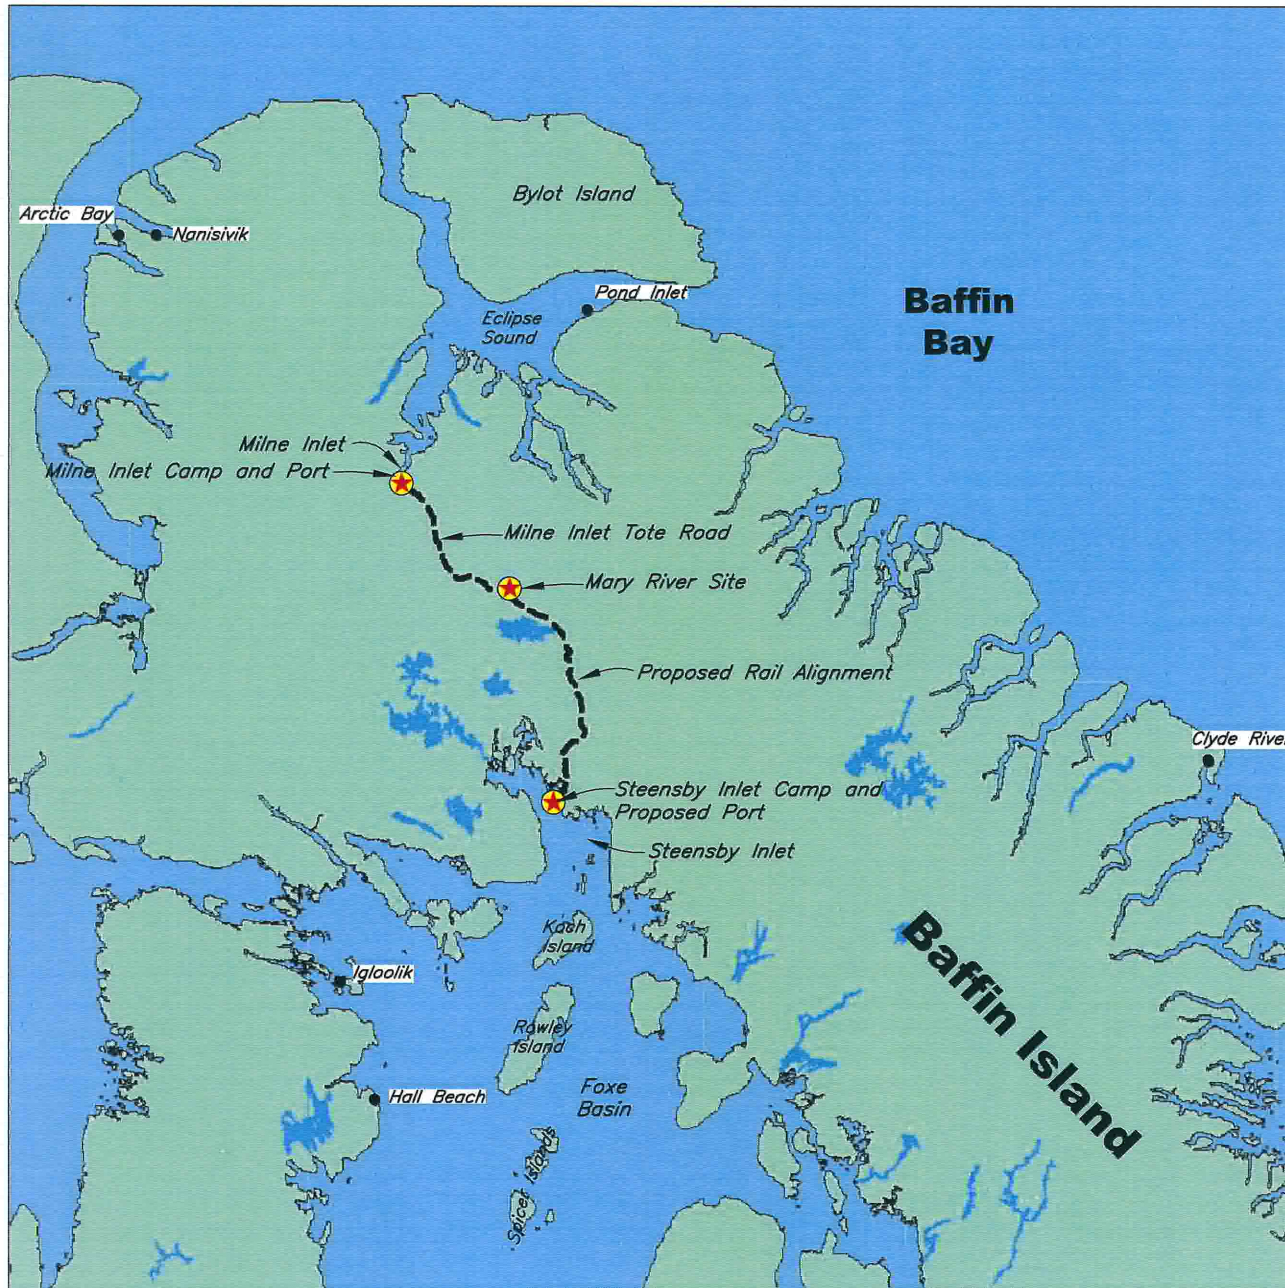 Bylot Island
Arctic Bay
Nanisivik
Pond Inlet
Baffin
Bay
Eclipse
Sound
Milne Inlet
Milne Inlet Camp and Port
Milne Inlet Tote Road
Mary River Site
Proposed Rail Alignment
Clyde River
Steensby Inlet Camp and
Proposed Port
Steensby Inlet
Koch
Island
Baffin Island
Igloolik
Rowley
Island
Foxe
Basin
Hall Beach
Spicer Islands